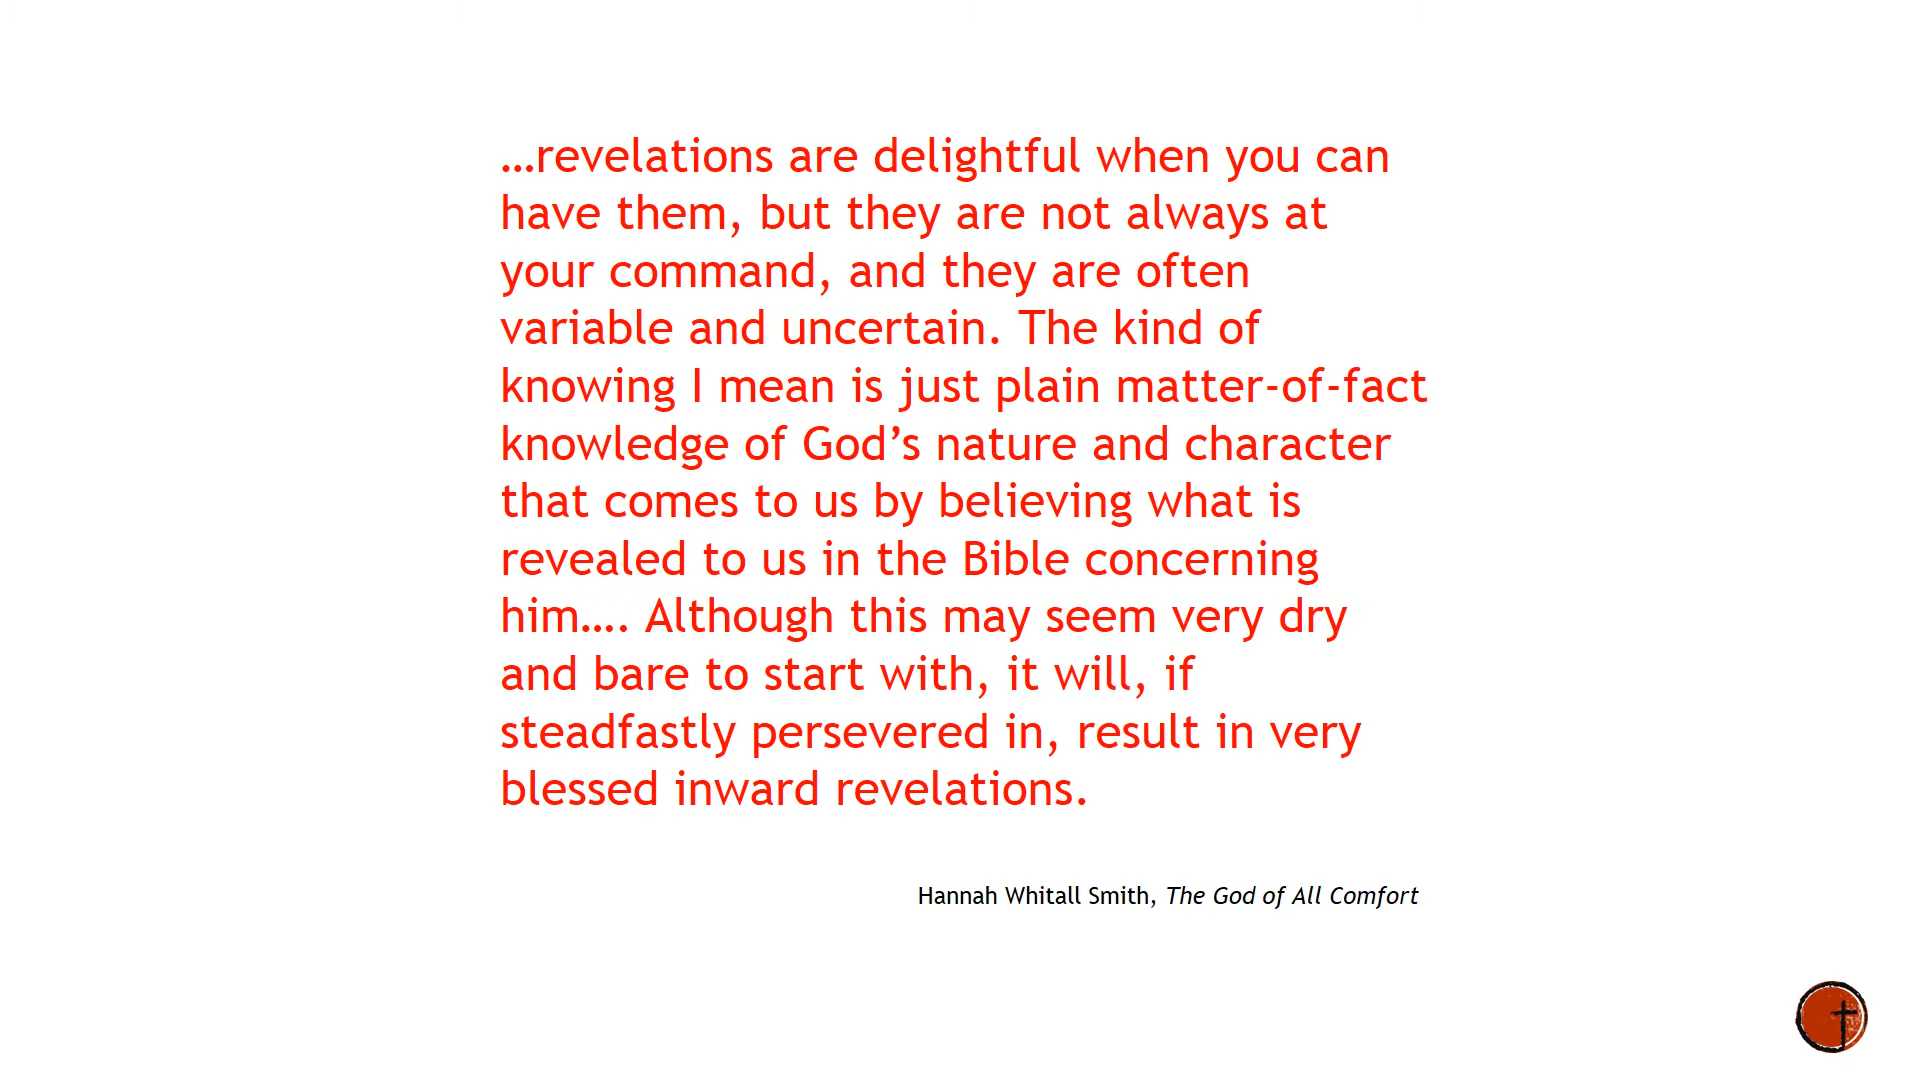 …revelations are delightful when you can
have them, but they are not always at
your command, and they are often
variable and uncertain. The kind of
knowing I mean is just plain matter-of-fact
knowledge of God’s nature and character
that comes to us by believing what is
revealed to us in the Bible concerning
him…. Although this may seem very dry
and bare to start with, it will, if
steadfastly persevered in, result in very
blessed inward revelations.
Hannah Whitall Smith, The God of All Comfort